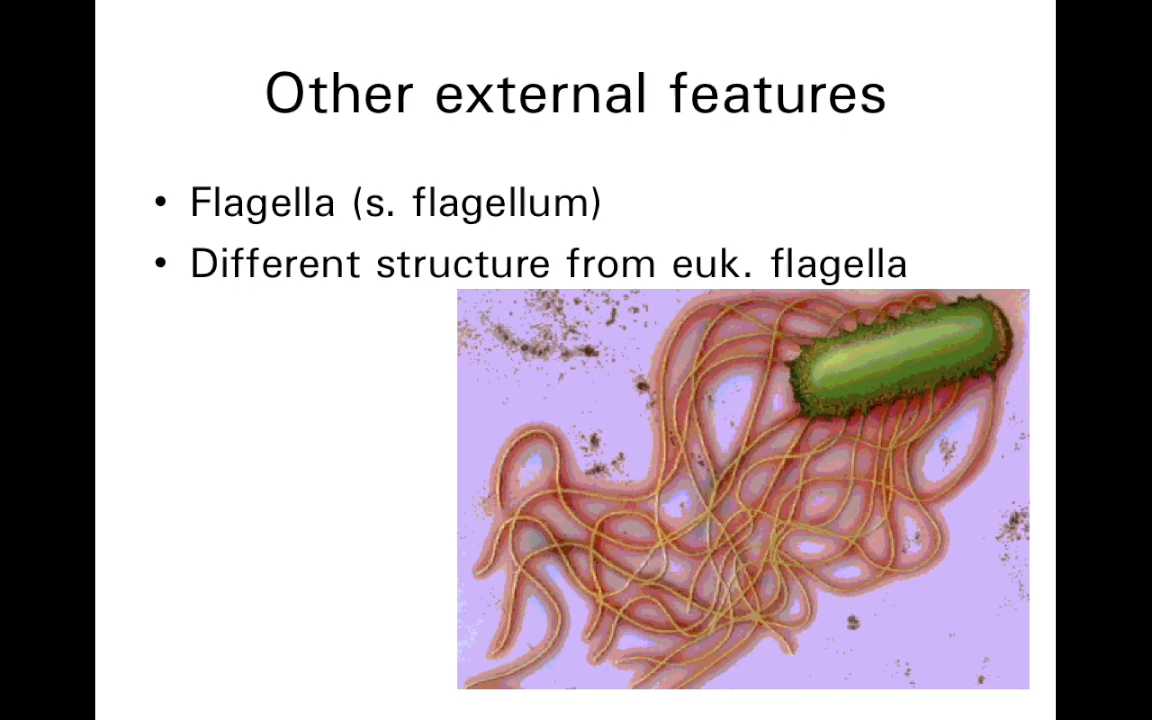 Other external features
• Flagella (s. flagellum)
• Different structure from euk. flagella